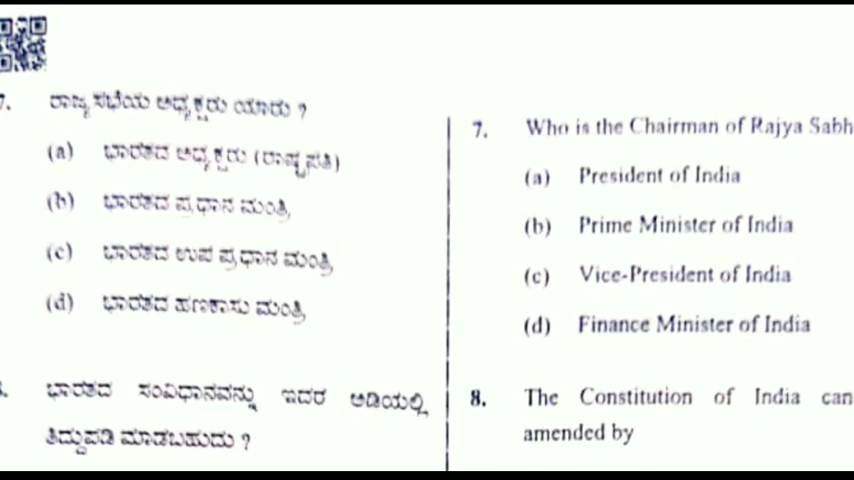 7.
ರಾಜ್ಯ ಸಭೆಯ ಅಧ್ಯಕ್ಷರು ಯಾರು ?
(a) ಭಾರತದ ಅಧ್ಯಕ್ಷರು (ರಾಷ್ಟ್ರಪತಿ)
(b) ಭಾರತದ ಪ್ರಧಾನ ಮಂತ್ರಿ
(c) ಭಾರತದ ಉಪ ಪ್ರಧಾನ ಮಂತ್ರಿ
(d) ಭಾರತದ ಹಣಕಾಸು ಮಂತ್ರಿ
ಭಾರತದ ಸಂವಿಧಾನವನ್ನು ಇದರ ಅಡಿಯಲ್ಲಿ
ತಿದ್ದುಪಡಿ ಮಾಡಬಹುದು ?
7. Who is the Chairman of Rajya Sabh
(a) President of India
(b) Prime Minister of India
(c) Vice-President of India
(d) Finance Minister of India
8. The Constitution of India can
amended by